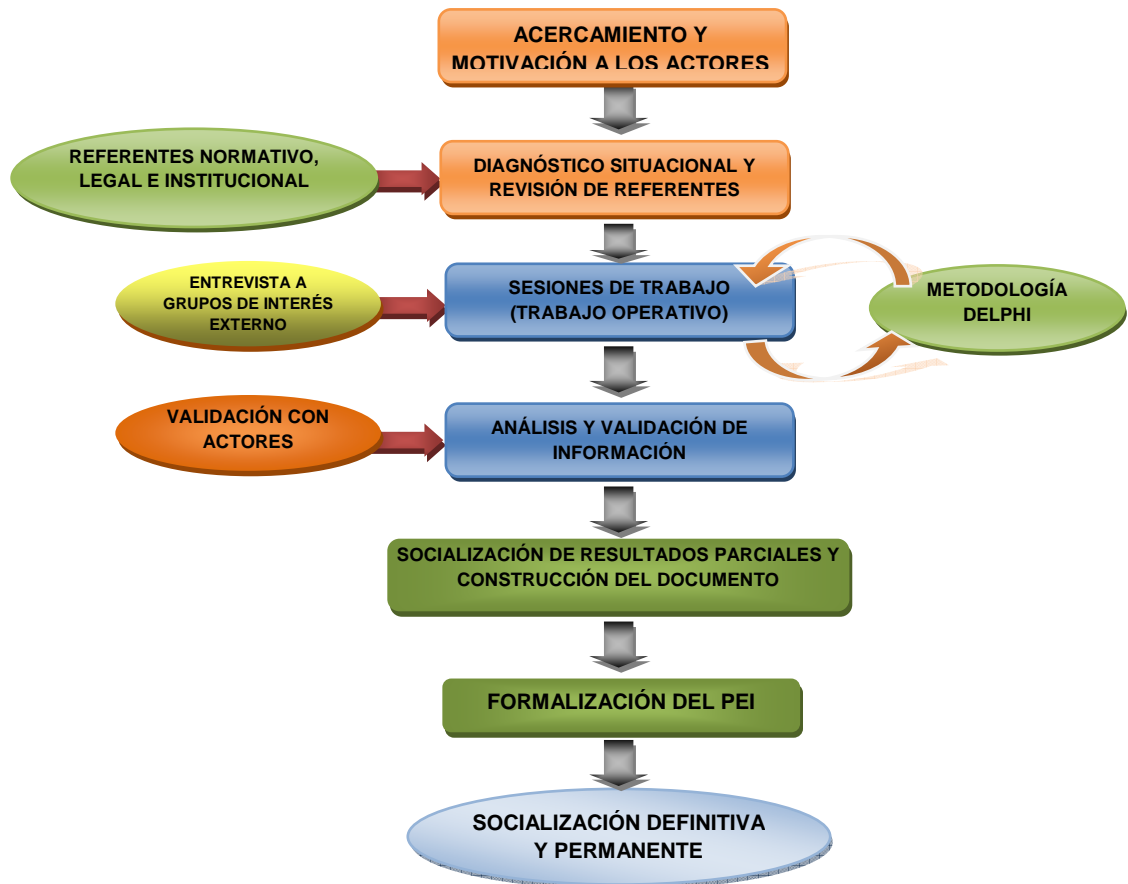 ACERCAMIENTO Y
MOTIVACIÓN A LOS ACTORES
REFERENTES NORMATIVO,
LEGAL E INSTITUCIONAL
DIAGNÓSTICO SITUACIONAL Y
REVISIÓN DE REFERENTES
ENTREVISTA A
GRUPOS DE INTERÉS
EXTERNO
SESIONES DE TRABAJO
(TRABAJO OPERATIVO)
METODOLOGÍA
DELPHI
VALIDACIÓN CON
ACTORES
ANÁLISIS Y VALIDACIÓN DE
INFORMACIÓN
SOCIALIZACIÓN DE RESULTADOS PARCIALES Y
CONSTRUCCIÓN DEL DOCUMENTO
FORMALIZACIÓN DEL PEI
SOCIALIZACIÓN DEFINITIVA
Y PERMANENTE